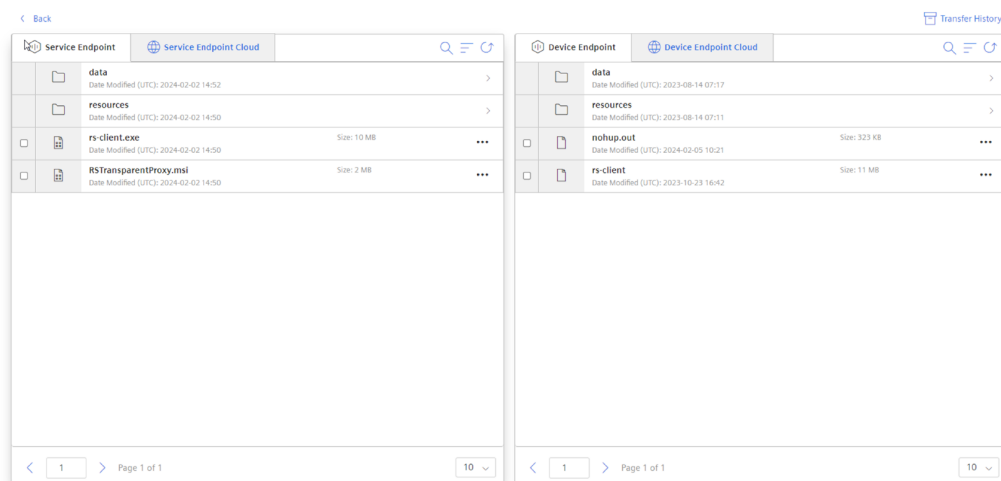 Back
Transfer History
Service Endpoint
Service Endpoint Cloud
data
Date Modified (UTC): 2024-02-02 14:52
resources
Date Modified (UTC): 2024-02-02 14:50
rs-client.exe
Size: 10 MB
Date Modified (UTC): 2024-02-02 14:50
RSTransparentProxy.msi
Size: 2 MB
Date Modified (UTC): 2024-02-02 14:50
1
Page 1 of 1
10
Device Endpoint
Device Endpoint Cloud
data
Date Modified (UTC): 2023-08-14 07:17
resources
Date Modified (UTC): 2023-08-14 07:11
nohup.out
Size: 323 KB
Date Modified (UTC): 2024-02-05 10:21
rs-client
Size: 11 MB
Date Modified (UTC): 2023-10-23 16:42
1
Page 1 of 1
10